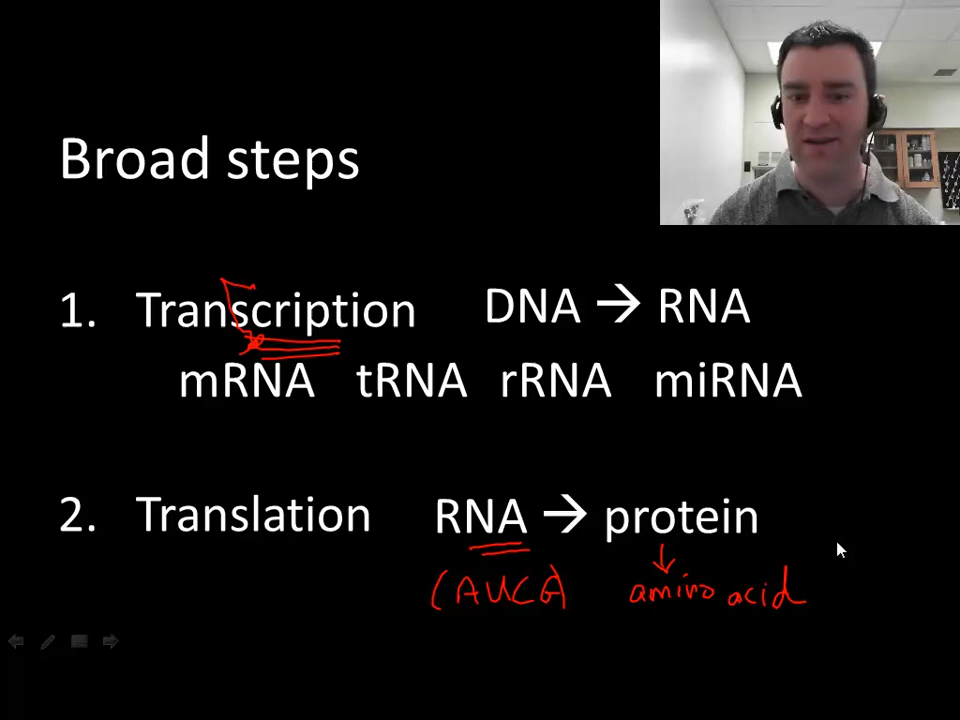 Broad steps
1. Transcription DNA → RNA
mRNA tRNA rRNA miRNA
2. Translation RNA → protein
(AUCG) amino acid